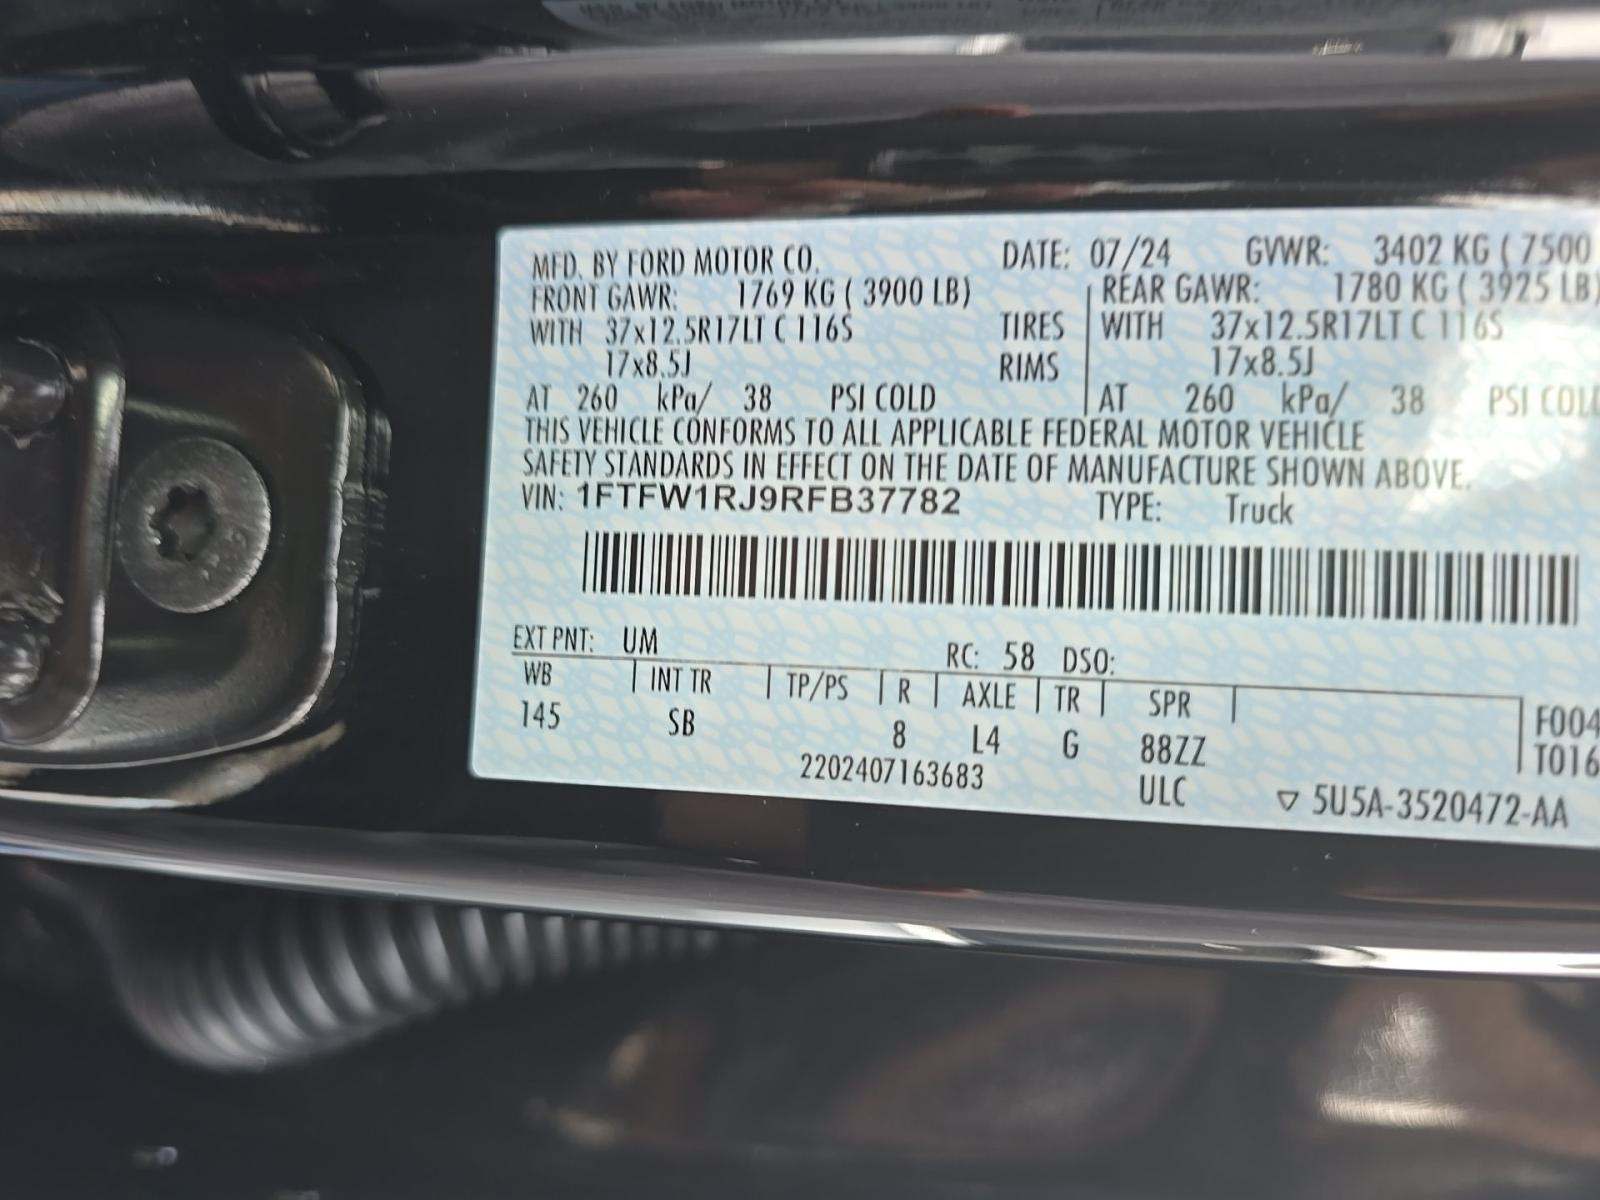 MFD. BY FORD MOTOR CO. DATE: 07/24 GVWR: 3402 KG ( 7500
FRONT GAWR: 1769 KG ( 3900 LB) REAR GAWR: 1780 KG ( 3925 LB)
WITH 37x12.5R17LT C 116S TIRES WITH 37x12.5R17LT C 116S
17x8.5J RIMS 17x8.5J
AT 260 kPa/ 38 PSI COLD AT 260 kPa/ 38 PSI COLD
THIS VEHICLE CONFORMS TO ALL APPLICABLE FEDERAL MOTOR VEHICLE
SAFETY STANDARDS IN EFFECT ON THE DATE OF MANUFACTURE SHOWN ABOVE.
VIN: 1FTFW1RJ9RFB37782 TYPE: Truck
EXT PNT: UM RC: 58 DSO:
WB INT TR TP/PS R AXLE TR SPR F004
145 SB 8 L4 G 88ZZ T016
2202407163683 ULC ▽ 5U5A-3520472-AA